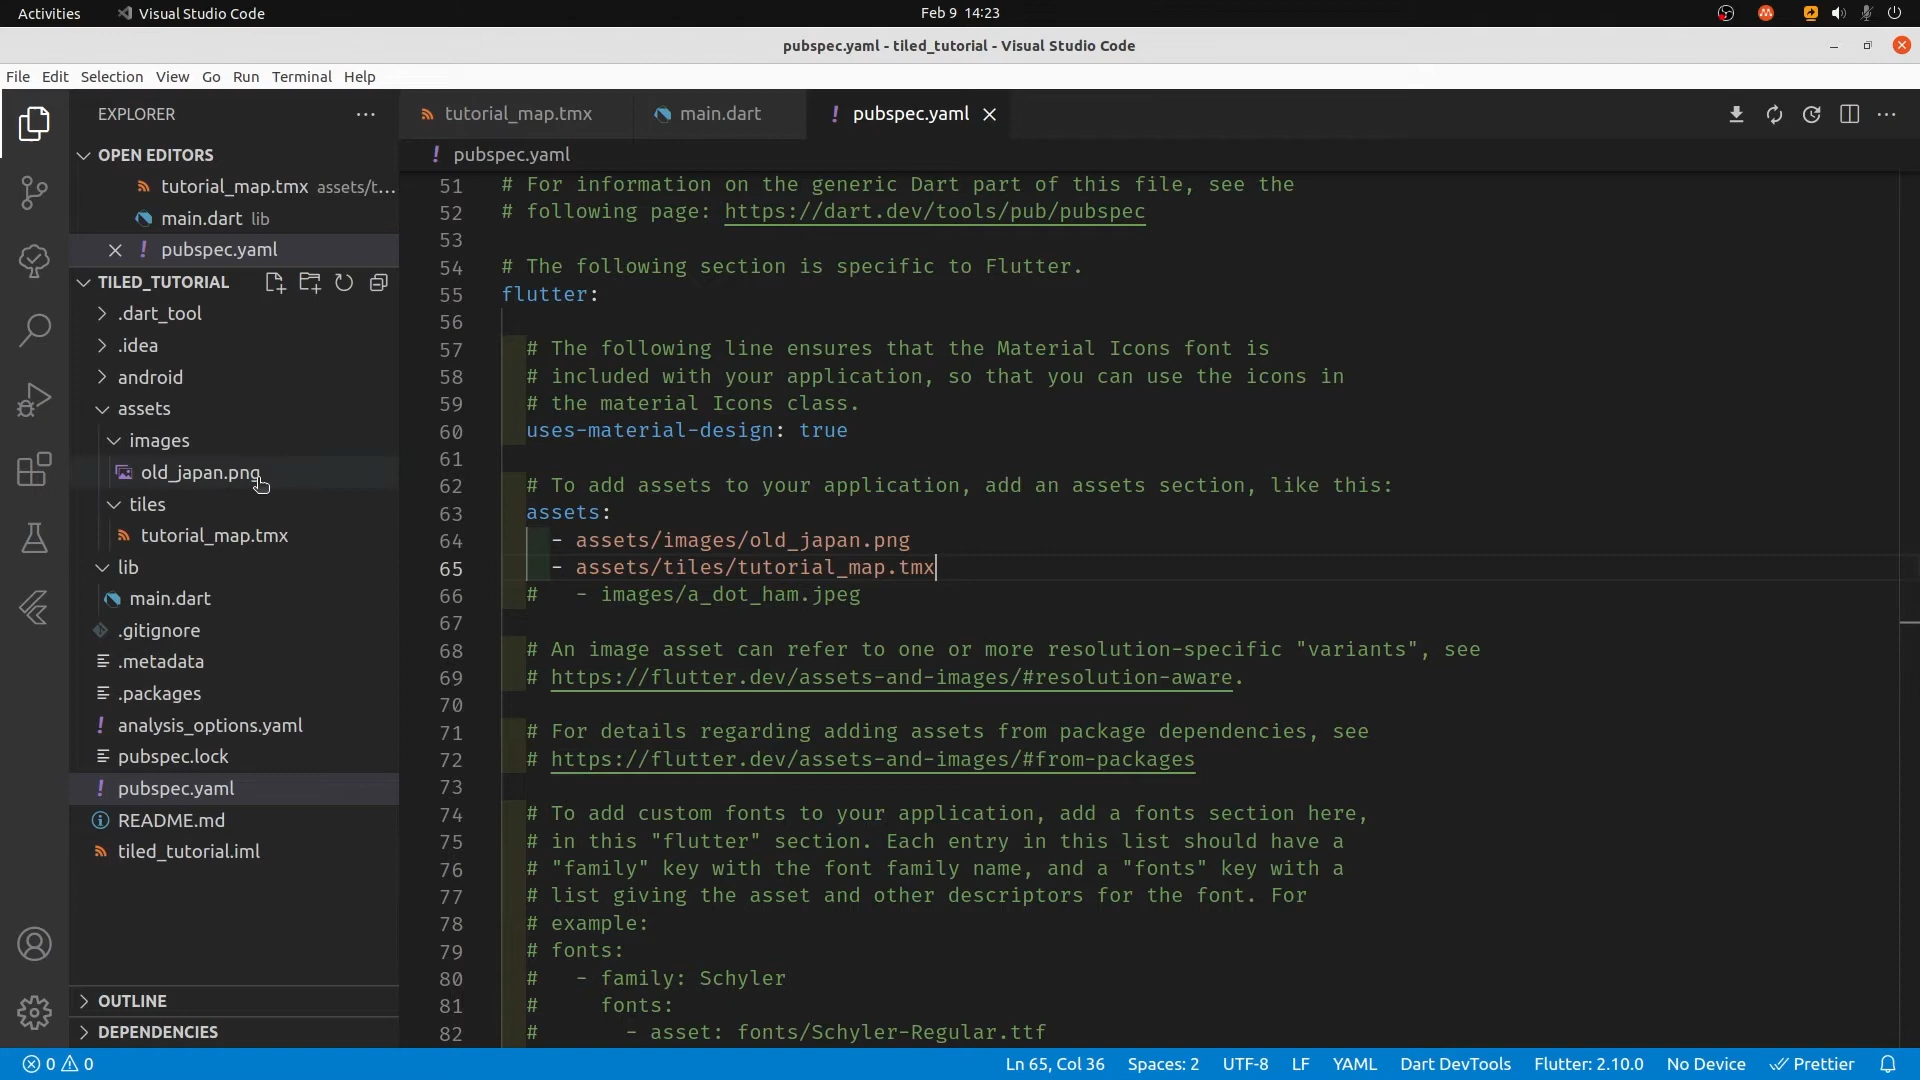 Activities
Visual Studio Code
Feb 9 14:23
pubspec.yaml - tiled_tutorial - Visual Studio Code
File Edit Selection View Go Run Terminal Help
EXPLORER
OPEN EDITORS
tutorial_map.tmx assets/t...
main.dart lib
pubspec.yaml
TILED_TUTORIAL
.dart_tool
.idea
android
assets
images
old_japan.png
tiles
tutorial_map.tmx
lib
main.dart
.gitignore
.metadata
.packages
analysis_options.yaml
pubspec.lock
pubspec.yaml
README.md
tiled_tutorial.iml
OUTLINE
DEPENDENCIES
tutorial_map.tmx
main.dart
! pubspec.yaml
! pubspec.yaml
51 # For information on the generic Dart part of this file, see the
52 # following page: https://dart.dev/tools/pub/pubspec
53
54 # The following section is specific to Flutter.
55 flutter:
56
57 # The following line ensures that the Material Icons font is
58 # included with your application, so that you can use the icons in
59 # the material Icons class.
60 uses-material-design: true
61
62 # To add assets to your application, add an assets section, like this:
63 assets:
64 - assets/images/old_japan.png
65 - assets/tiles/tutorial_map.tmx
66 # - images/a_dot_ham.jpeg
67
68 # An image asset can refer to one or more resolution-specific "variants", see
69 # https://flutter.dev/assets-and-images/#resolution-aware.
70
71 # For details regarding adding assets from package dependencies, see
72 # https://flutter.dev/assets-and-images/#from-packages
73
74 # To add custom fonts to your application, add a fonts section here,
75 # in this "flutter" section. Each entry in this list should have a
76 # "family" key with the font family name, and a "fonts" key with a
77 # list giving the asset and other descriptors for the font. For
78 # example:
79 # fonts:
80 # - family: Schyler
81 # fonts:
82 # - asset: fonts/Schyler-Regular.ttf
0 0
Ln 65, Col 36 Spaces: 2 UTF-8 LF YAML Dart DevTools Flutter: 2.10.0 No Device Prettier